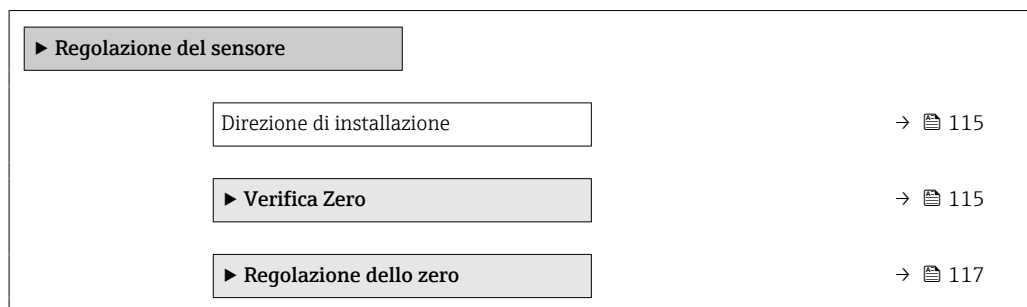 ▶ Regolazione del sensore
Direzione di installazione → 115
▶ Verifica Zero → 115
▶ Regolazione dello zero → 117